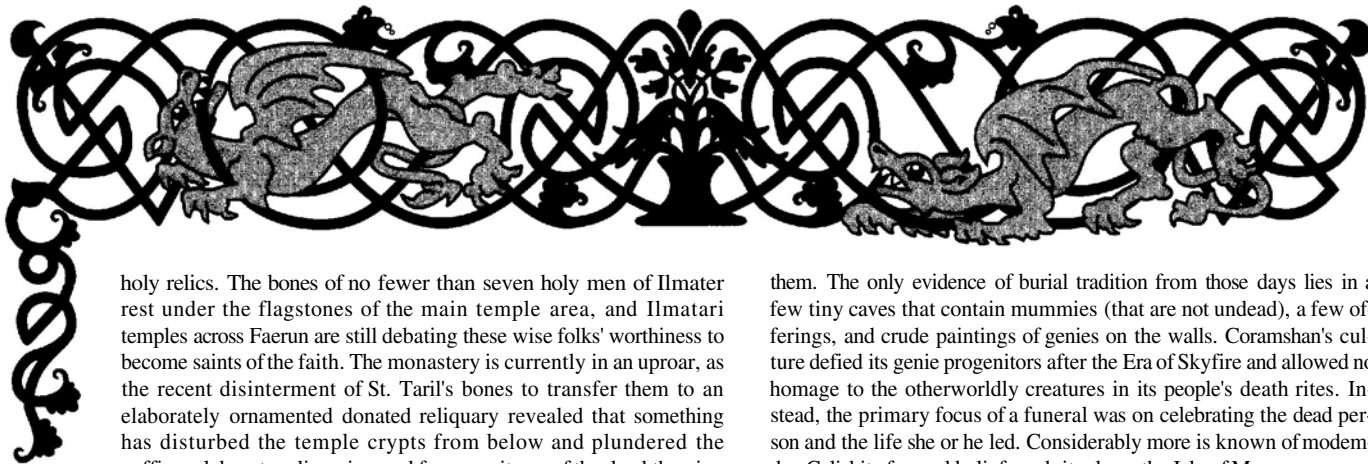 holy relics. The bones of no fewer than seven holy men of Ilmater
rest under the flagstones of the main temple area, and Ilmatari
temples across Faerun are still debating these wise folks' worthiness to
become saints of the faith. The monastery is currently in an uproar, as
the recent disinterment of St. Taril's bones to transfer them to an
elaborately ornamented donated reliquary revealed that something
has disturbed the temple crypts from below and plundered the
them. The only evidence of burial tradition from those days lies in a
few tiny caves that contain mummies (that are not undead), a few of-
ferings, and crude paintings of genies on the walls. Coramshan's cul-
ture defied its genie progenitors after the Era of Skyfire and allowed no
homage to the otherworldly creatures in its people's death rites. In-
stead, the primary focus of a funeral was on celebrating the dead per-
son and the life she or he led. Considerably more is known of modem-